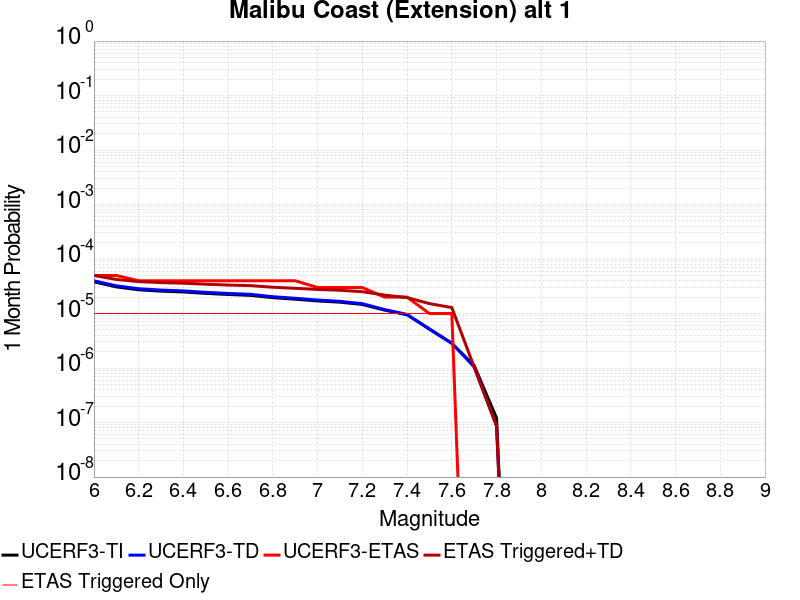 Malibu Coast (Extension) alt 1
10^0
10^-1
10^-2
10^-3
10^-4
10^-5
10^-6
10^-7
10^-8
1 Month Probability
6 6.2 6.4 6.6 6.8 7 7.2 7.4 7.6 7.8 8 8.2 8.4 8.6 8.8 9
Magnitude
UCERF3-TI UCERF3-TD UCERF3-ETAS ETAS Triggered+TD
ETAS Triggered Only